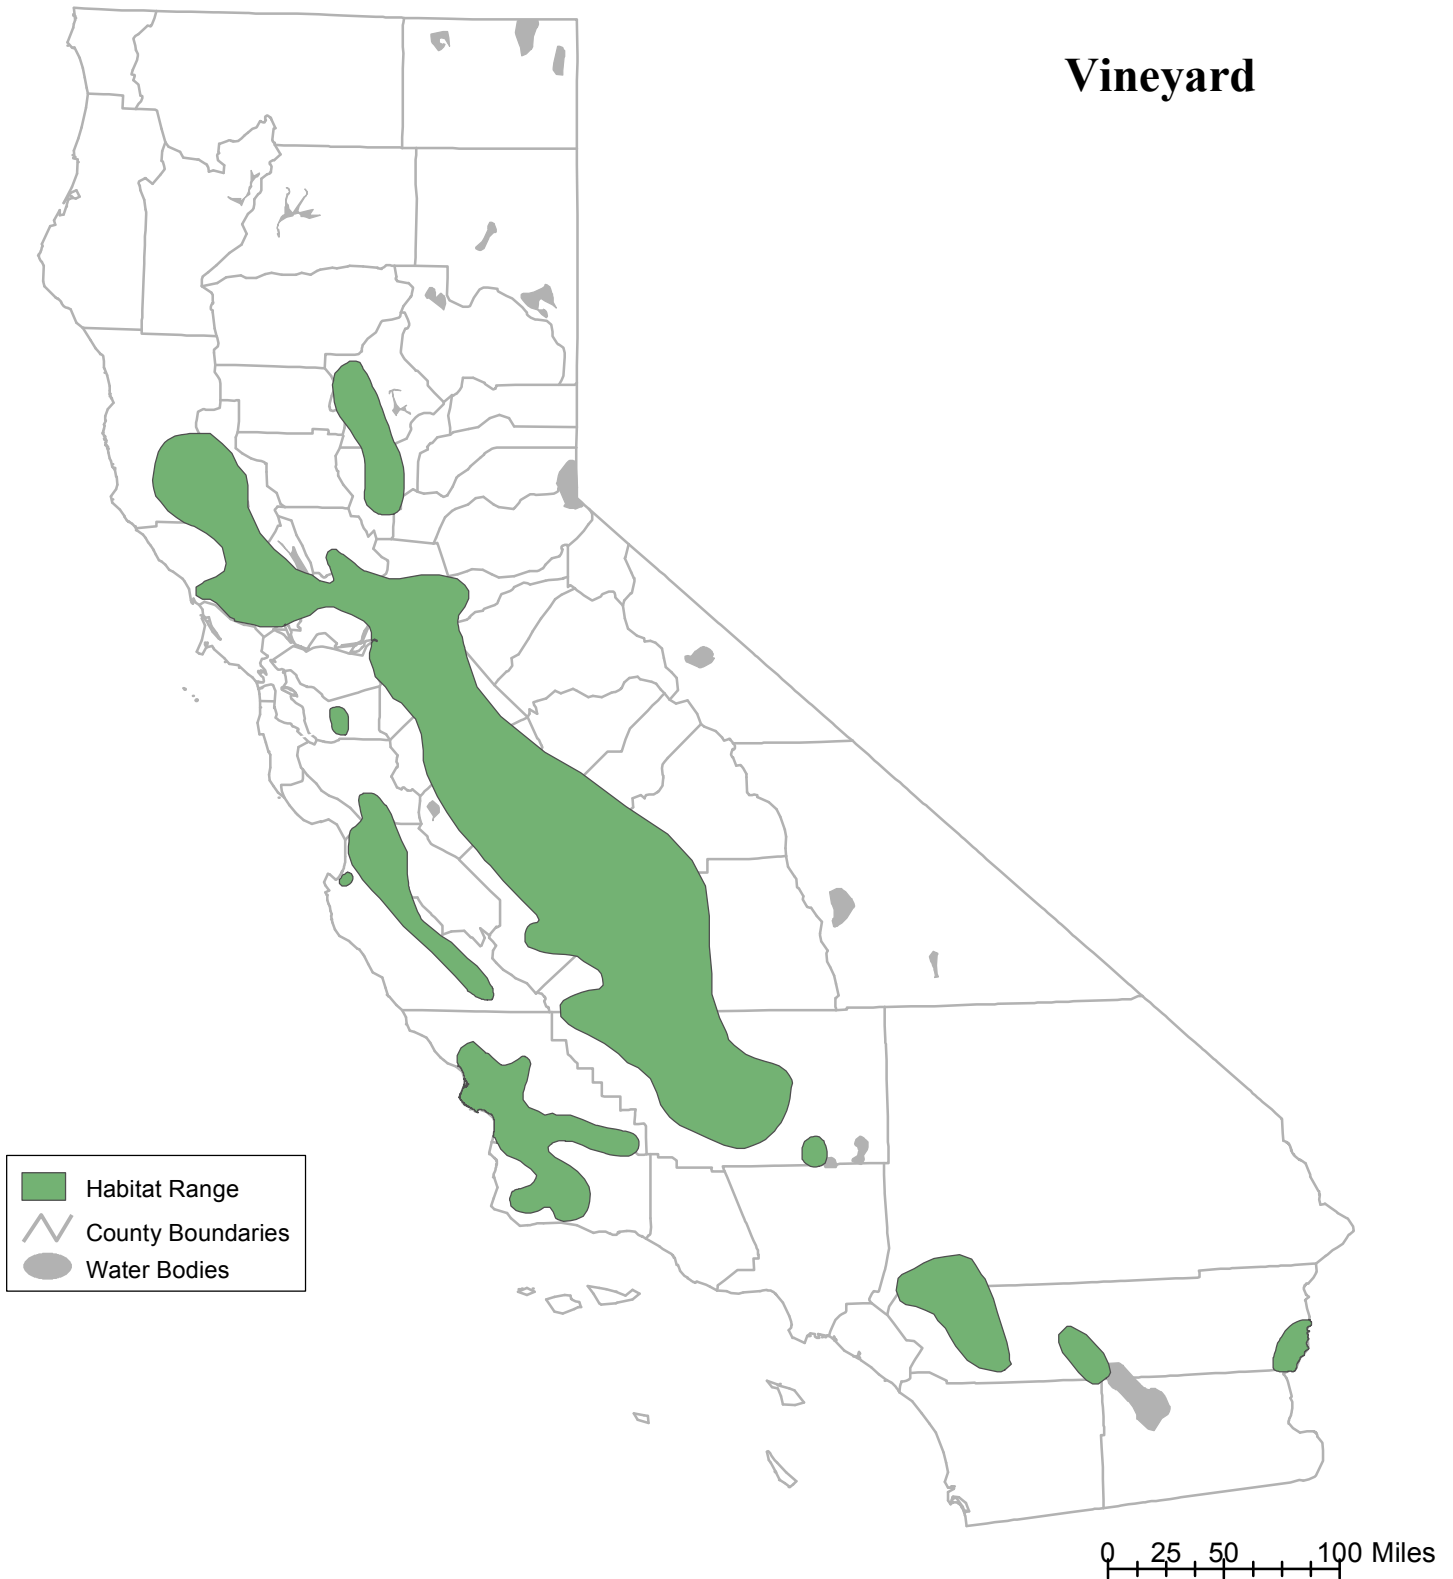 Vineyard
Habitat Range
County Boundaries
Water Bodies
0 25 50 100 Miles